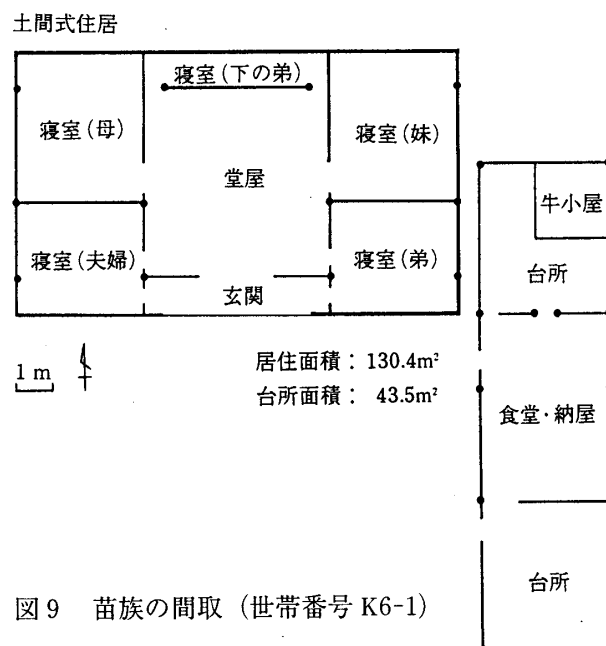 土間式住居
寝室(下の弟)
寝室(母)
寝室(妹)
堂屋
牛小屋
寝室(夫婦)
寝室(弟)
台所
玄関
1 m
居住面積: 130.4m²
台所面積: 43.5m²
食堂・納屋
台所
図9 苗族の間取(世帯番号 K6-1)